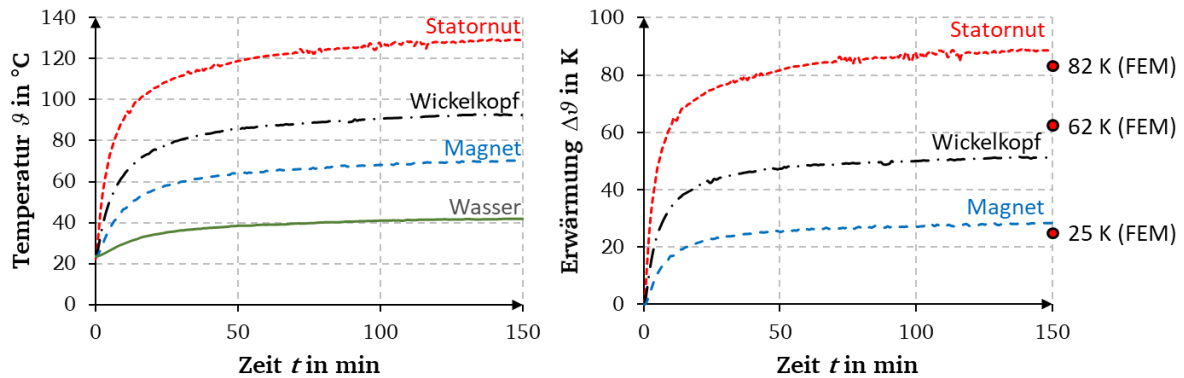 Temperatur ϑ in °C
140
120
100
80
60
40
20
0
Statornut
Wickelkopf
Magnet
Wasser
0
50
100
150
Zeit t in min
Erwärmung Δϑ in K
100
80
60
40
20
0
Statornut
Wickelkopf
Magnet
82 K (FEM)
62 K (FEM)
25 K (FEM)
0
50
100
150
Zeit t in min